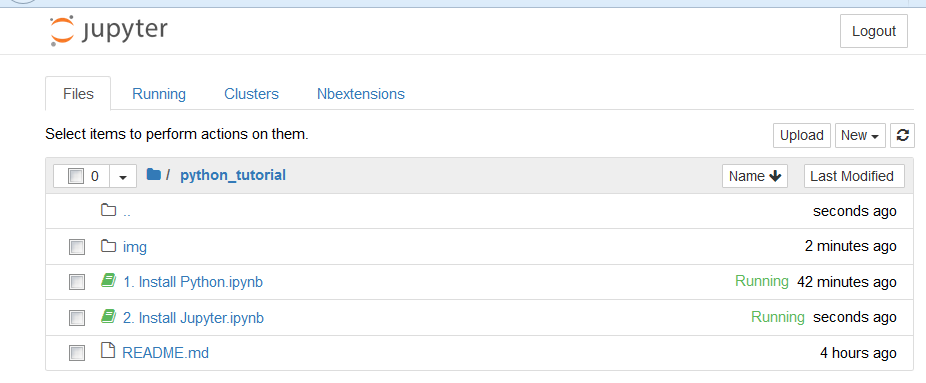 jupyter
Logout
Files Running Clusters Nbextensions
Select items to perform actions on them.
Upload New
0 / python_tutorial Name Last Modified
.. seconds ago
img 2 minutes ago
1. Install Python.ipynb Running 42 minutes ago
2. Install Jupyter.ipynb Running seconds ago
README.md 4 hours ago